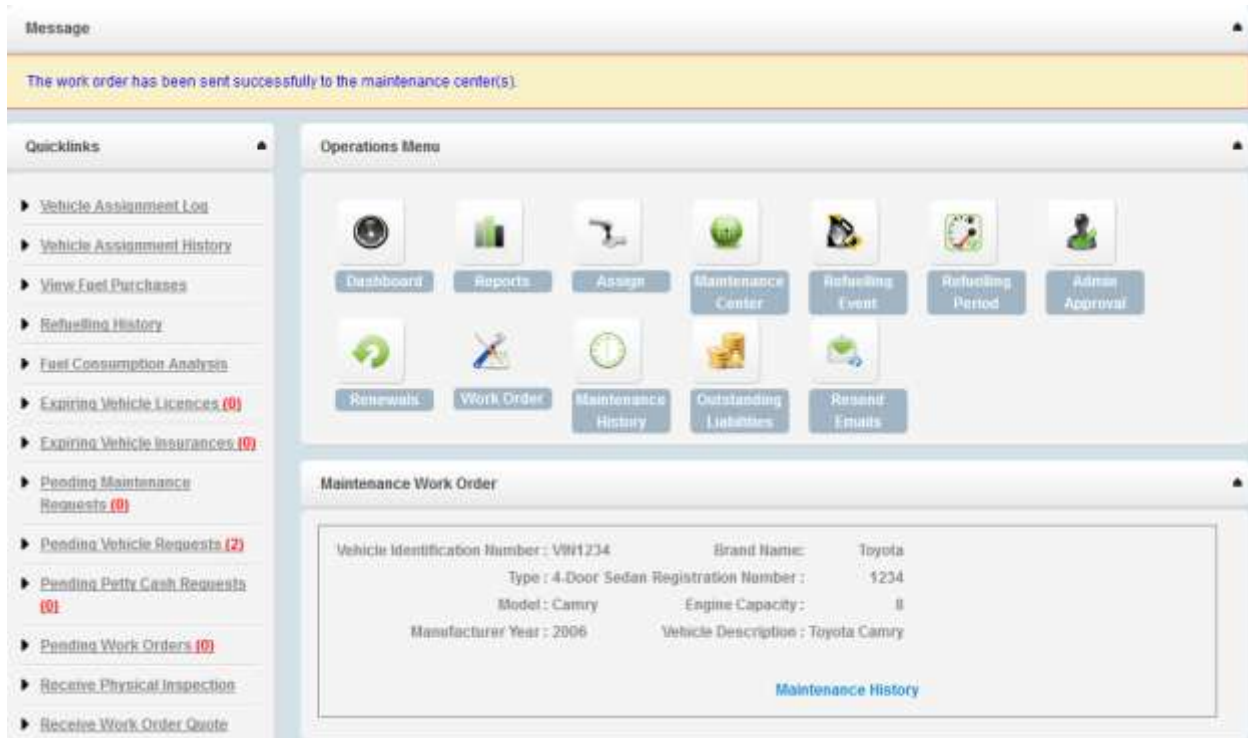 Message
The work order has been sent successfully to the maintenance center(s).
Quicklinks
Vehicle Assignment Log
Vehicle Assignment History
View Fuel Purchases
Refuelling History
Fuel Consumption Analysis
Expiring Vehicle Licences (0)
Expiring Vehicle Insurances (0)
Pending Maintenance
Requests (0)
Pending Vehicle Requests (2)
Pending Petty Cash Requests
(0)
Pending Work Orders (0)
Receive Physical Inspection
Receive Work Order Quote
Operations Menu
Dashboard
Reports
Assign
Maintenance
Center
Refuelling
Event
Refuelling
Period
Admin
Approval
Renewals
Work Order
Maintenance
History
Outstanding
Liabilities
Resend
Emails
Maintenance Work Order
Vehicle Identification Number : VIN1234 Brand Name: Toyota
Type : 4-Door Sedan Registration Number : 1234
Model : Camry Engine Capacity :
Manufacturer Year : 2006 Vehicle Description : Toyota Camry
Maintenance History